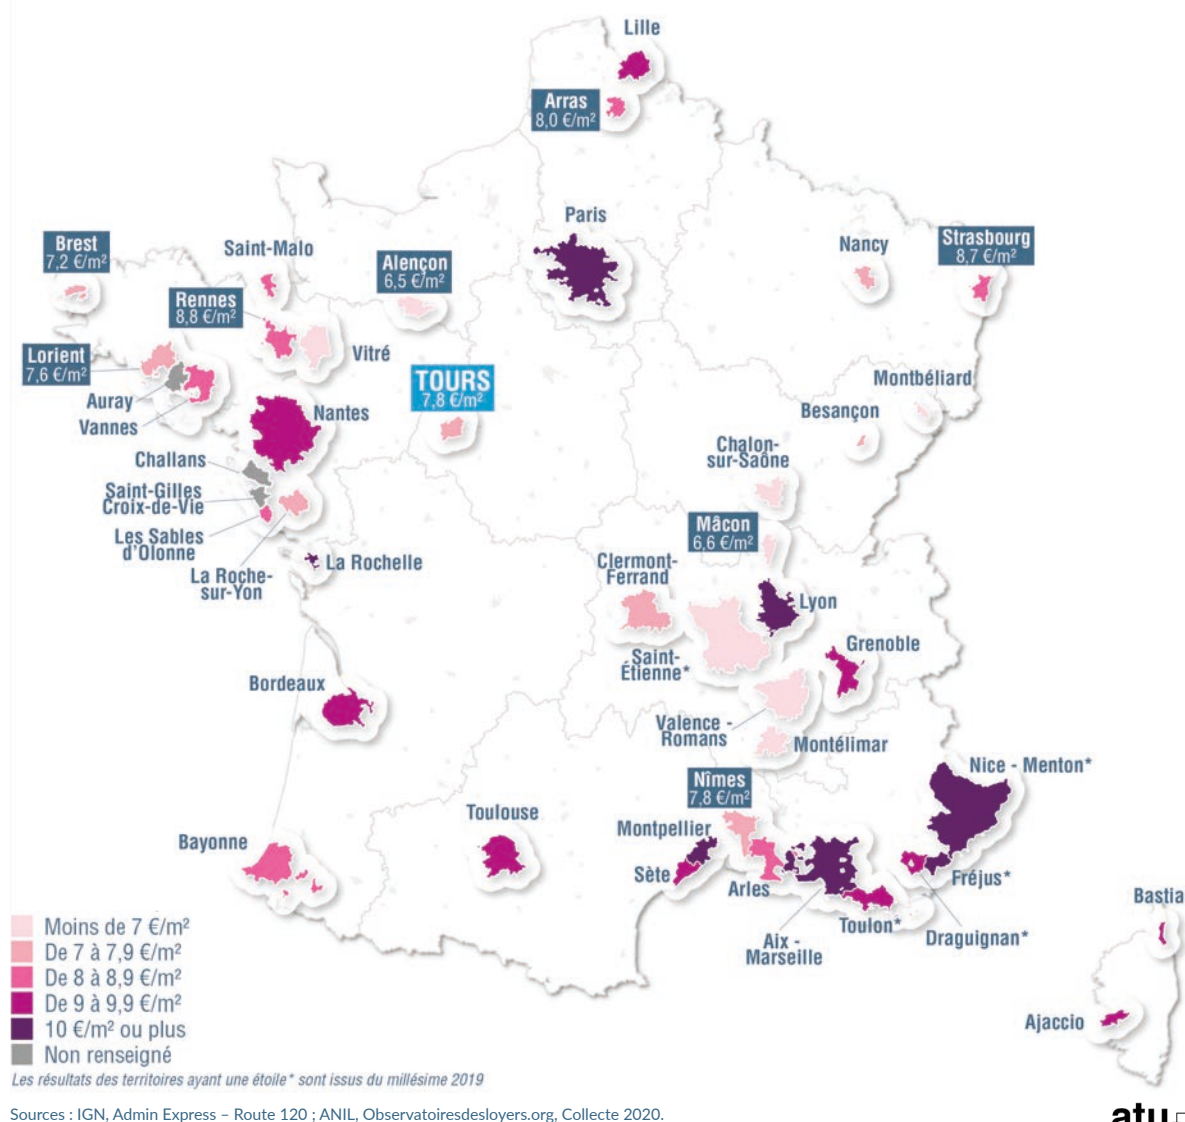 Lille
Arras
8,0 €/m²
Paris
Brest
7,2 €/m²
Saint-Malo
Alençon
6,5 €/m²
Nancy
Strasbourg
8,7 €/m²
Rennes
8,8 €/m²
Vitré
Lorient
7,6 €/m²
TOURS
7,8 €/m²
Auray
Vannes
Nantes
Montbéliard
Besançon
Chalon-
sur-Saône
Challans
Saint-Gilles
Croix-de-Vie
Les Sables
d'Olonne
La Roche-
sur-Yon
La Rochelle
Mâcon
6,6 €/m²
Clermont-
Ferrand
Lyon
Saint-
Étienne*
Grenoble
Bordeaux
Valence -
Romans
Montélimar
Nice - Menton*
Nîmes
7,8 €/m²
Toulouse
Montpellier
Bayonne
Sète
Arles
Fréjus*
Toulon*
Draguignan*
Aix -
Marseille
Bastia
Ajaccio
Moins de 7 €/m²
De 7 à 7,9 €/m²
De 8 à 8,9 €/m²
De 9 à 9,9 €/m²
10 €/m² ou plus
Non renseigné
Les résultats des territoires ayant une étoile* sont issus du millésime 2019
Sources : IGN, Admin Express – Route 120 ; ANIL, Observatoiresdesloyers.org, Collecte 2020.
atu